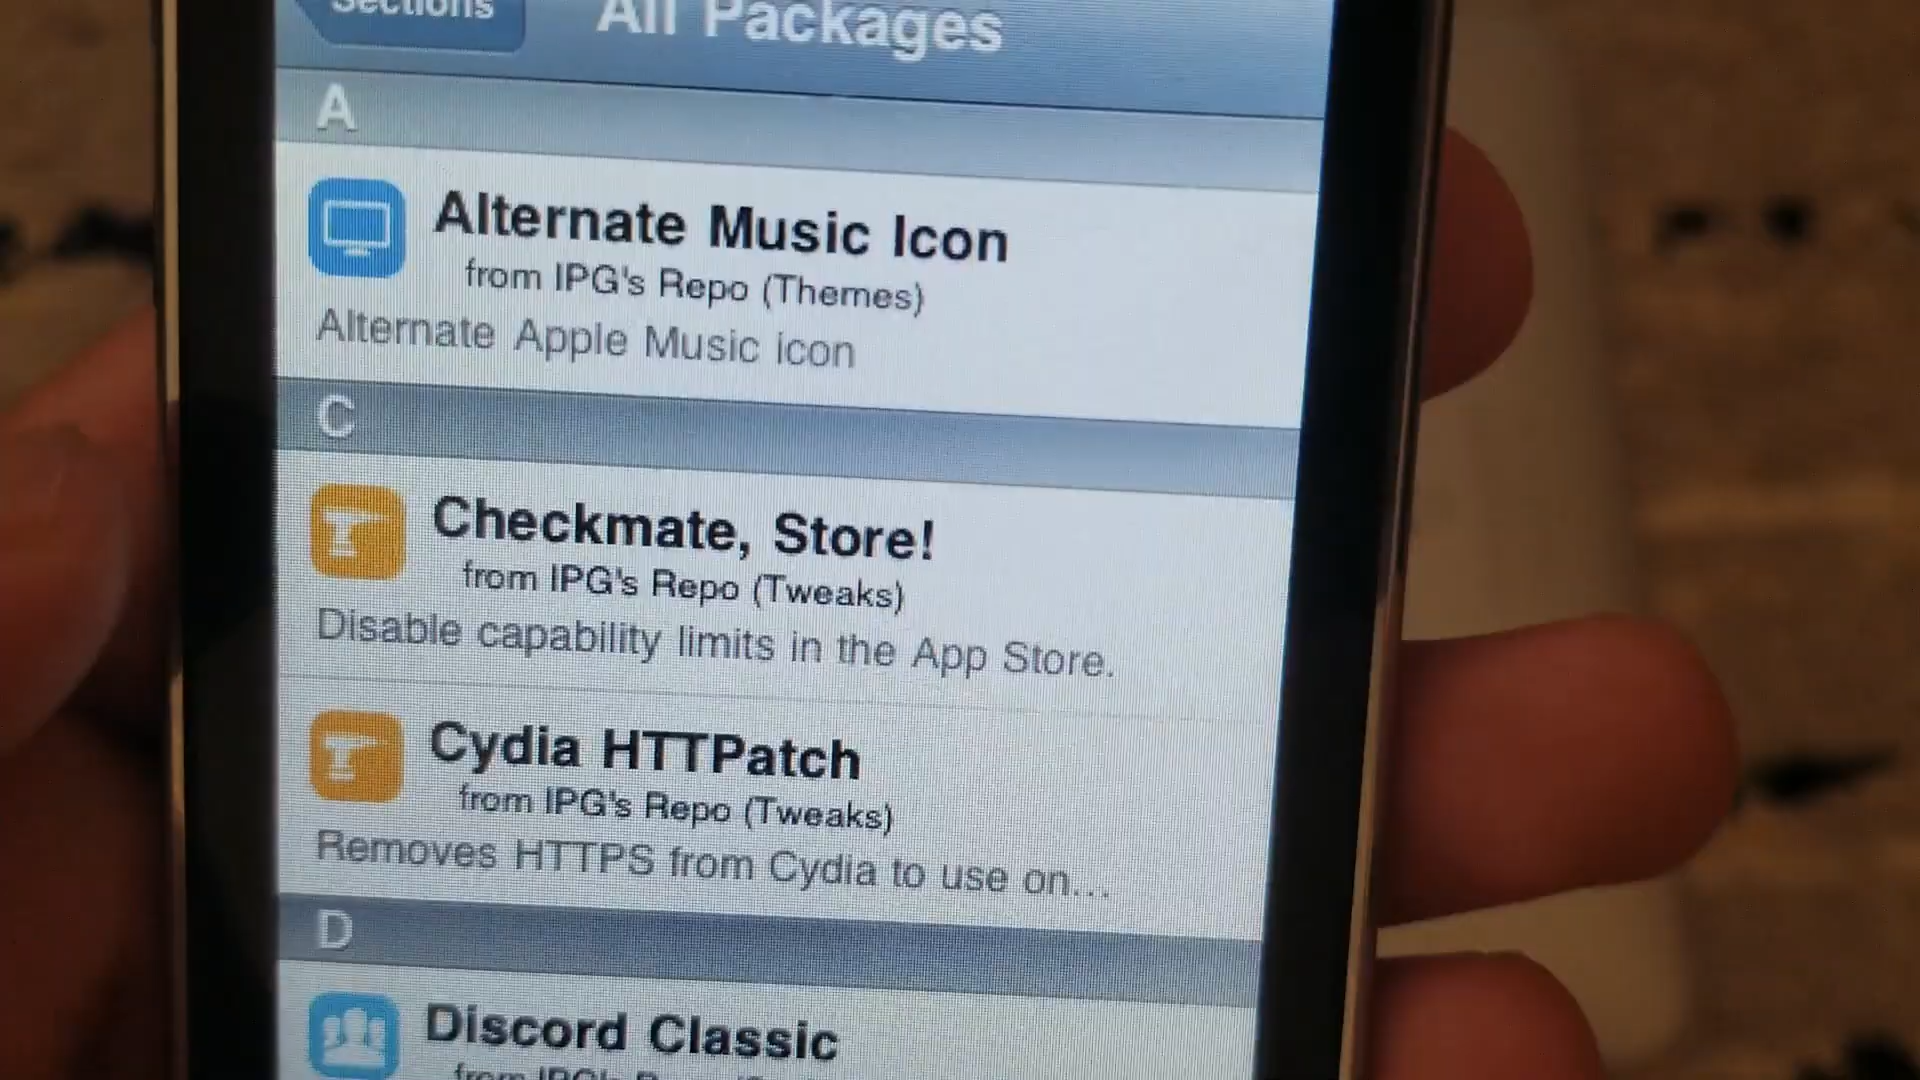 Sections
All Packages
A
Alternate Music Icon
from IPG's Repo (Themes)
Alternate Apple Music icon
C
Checkmate, Store!
from IPG's Repo (Tweaks)
Disable capability limits in the App Store.
Cydia HTTPatch
from IPG's Repo (Tweaks)
Removes HTTPS from Cydia to use on...
D
Discord Classic
from IPG's